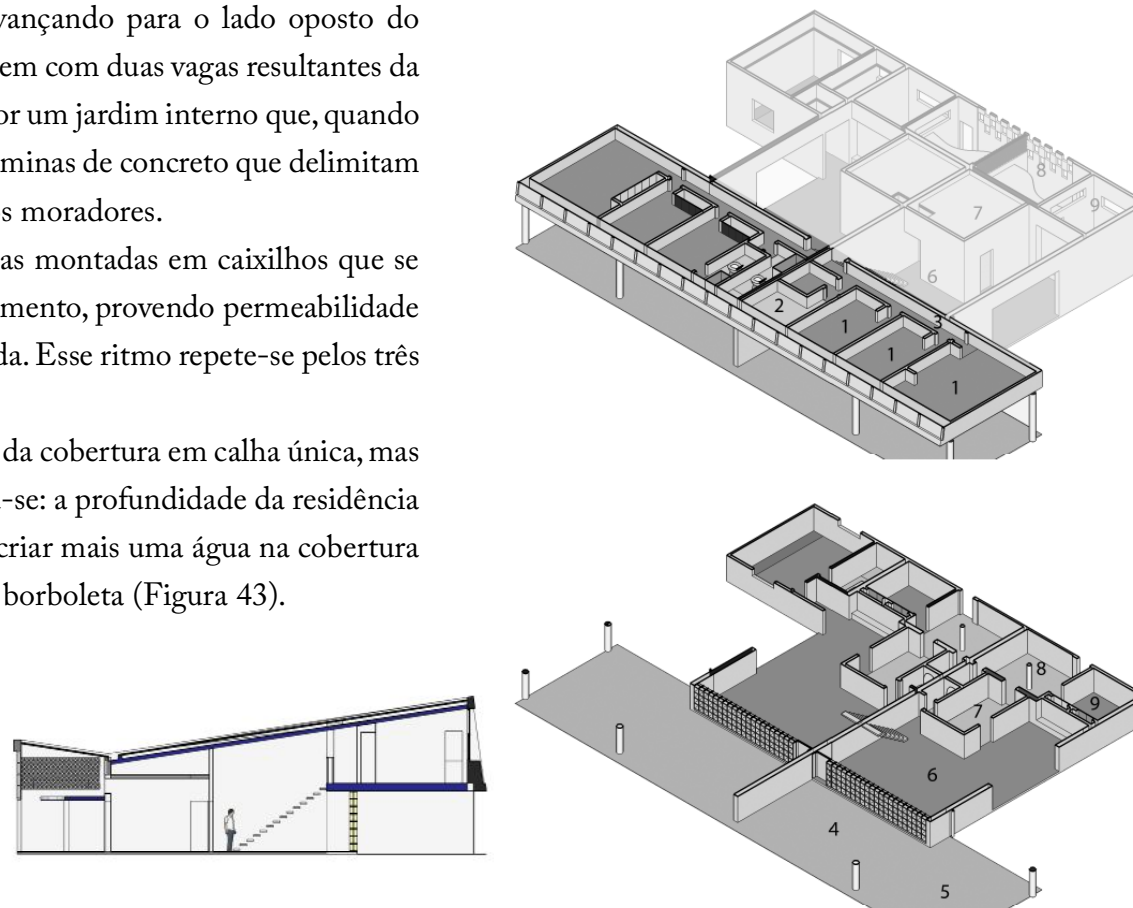 vançando para o lado oposto do
em com duas vagas resultantes da
or um jardim interno que, quando
minas de concreto que delimitam
s moradores.
as montadas em caixilhos que se
mento, provendo permeabilidade
da. Esse ritmo repete-se pelos três
da cobertura em calha única, mas
-se: a profundidade da residência
criar mais uma água na cobertura
borboleta (Figura 43).
8
7
9
6
2
3
1
1
1
8
7
9
6
4
5